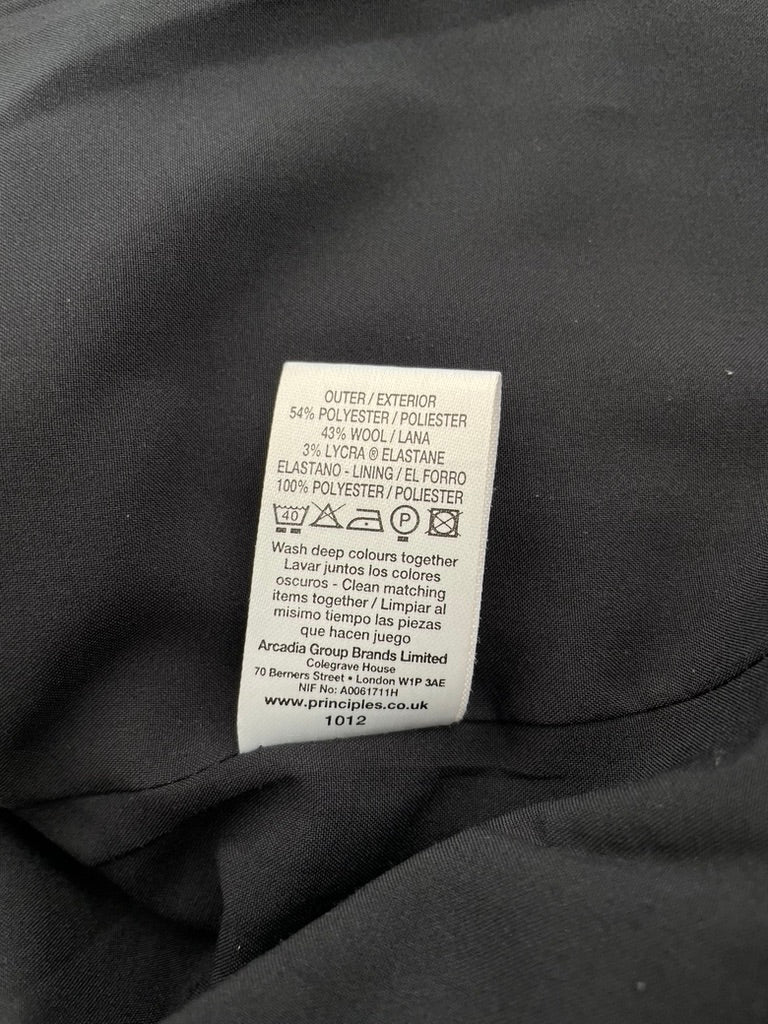 OUTER / EXTERIOR
54% POLYESTER / POLIESTER
43% WOOL / LANA
3% LYCRA ® ELASTANE
ELASTANO - LINING / EL FORRO
100% POLYESTER / POLIESTER
40 P
Wash deep colours together
Lavar juntos los colores
oscuros - Clean matching
items together / Limpiar al
misimo tiempo las piezas
que hacen juego
Arcadia Group Brands Limited
Colegrave House
70 Berners Street • London W1P 3AE
NIF No: A0061711H
www.principles.co.uk
1012